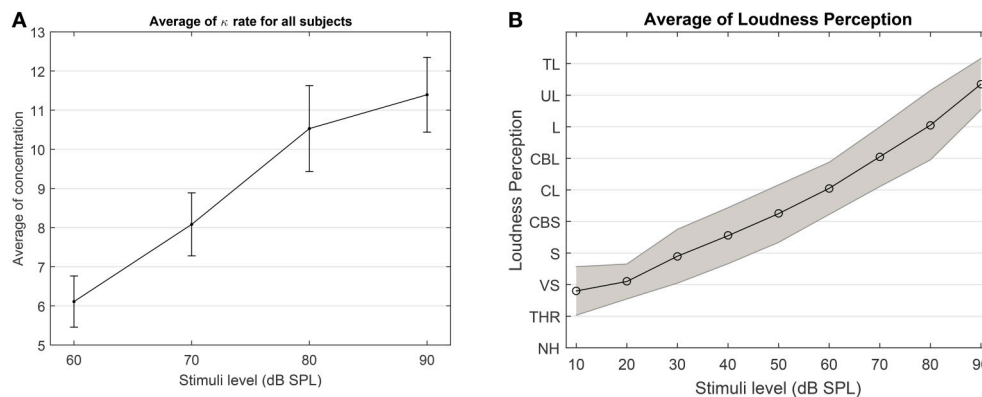 A
Average of κ rate for all subjects
13
12
11
10
9
8
7
6
5
Average of concentration
60 70 80 90
Stimuli level (dB SPL)
B
Average of Loudness Perception
TL
UL
L
CBL
CL
CBS
S
VS
THR
NH
Loudness Perception
10 20 30 40 50 60 70 80 90
Stimuli level (dB SPL)